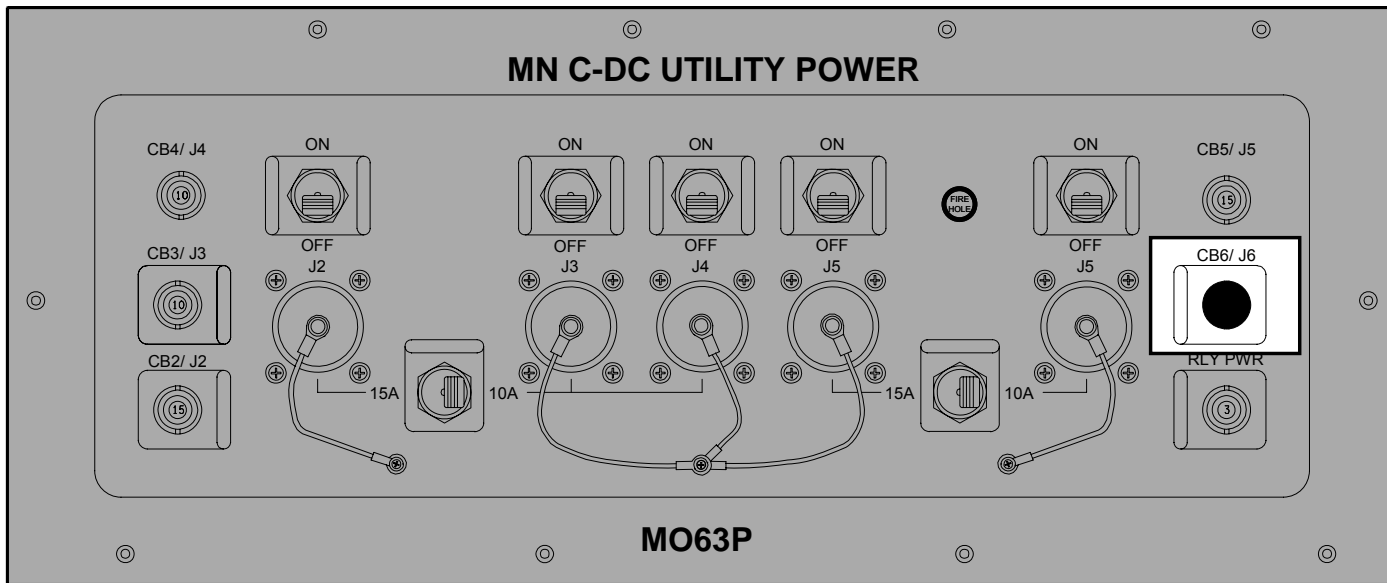 MN C-DC UTILITY POWER
CB4/ J4
ON
ON
ON
ON
ON
CB5/ J5
10
FIRE
HOLE
15
OFF
OFF
OFF
OFF
OFF
CB3/ J3
J2
J3
J4
J5
J5
CB6/ J6
10
CB2/ J2
RLY PWR
15A
10A
15A
10A
15
3
MO63P